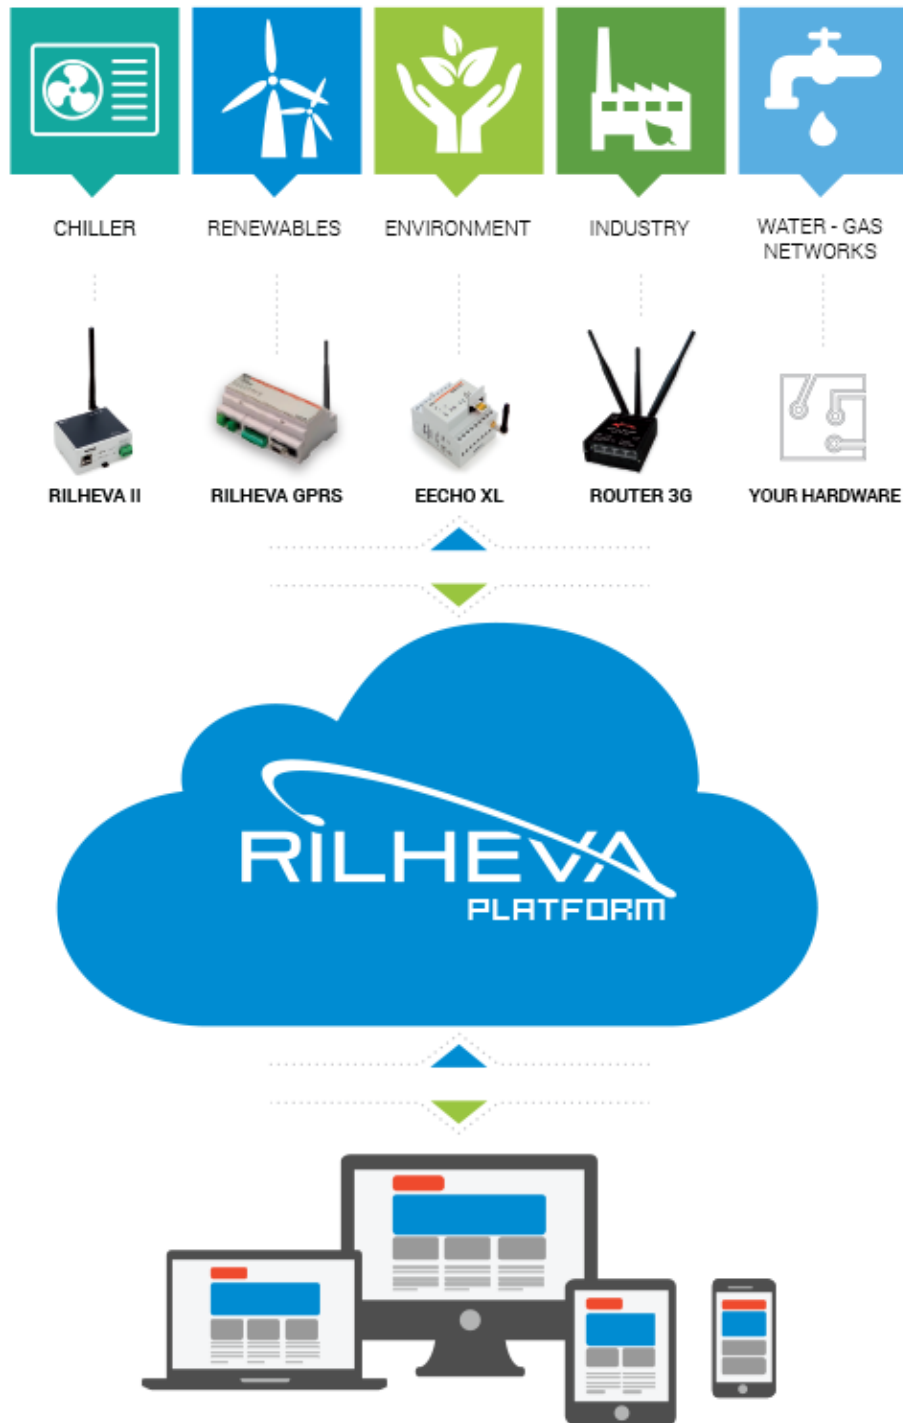 CHILLER
RENEWABLES
ENVIRONMENT
INDUSTRY
WATER - GAS
NETWORKS
RILHEVA II
RILHEVA GPRS
EECHO XL
ROUTER 3G
YOUR HARDWARE
RILHEVA
PLATFORM